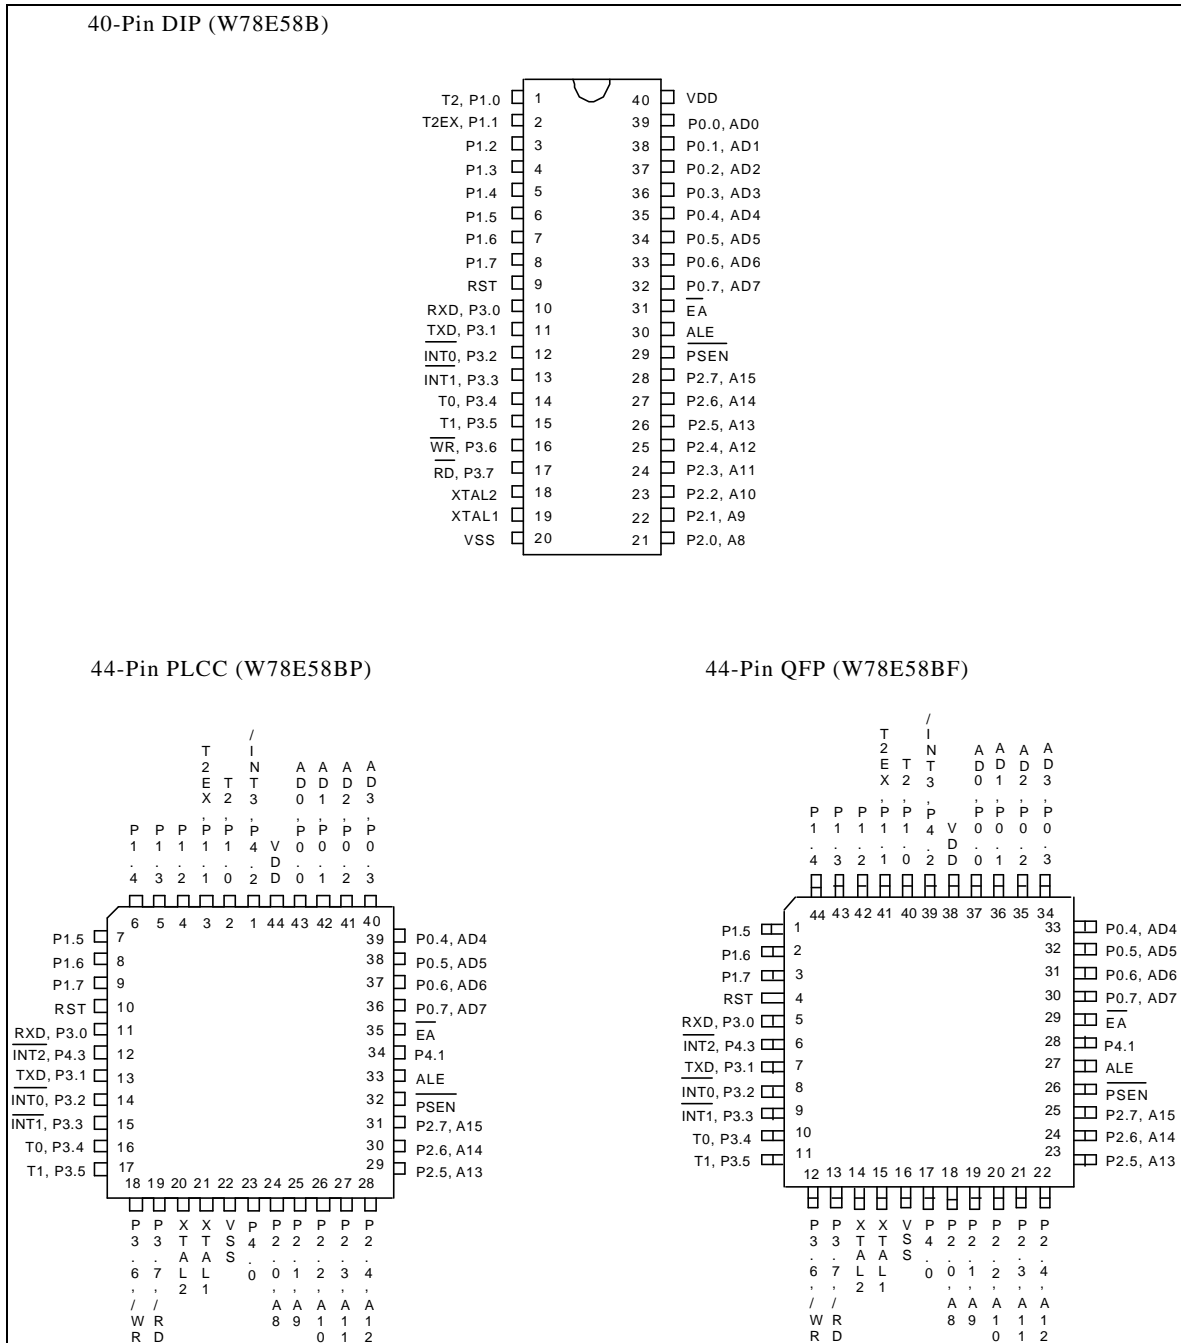 40-Pin DIP (W78E58B)
T2, P1.0 1 40 VDD
T2EX, P1.1 2 39 P0.0, AD0
P1.2 3 38 P0.1, AD1
P1.3 4 37 P0.2, AD2
P1.4 5 36 P0.3, AD3
P1.5 6 35 P0.4, AD4
P1.6 7 34 P0.5, AD5
P1.7 8 33 P0.6, AD6
RST 9 32 P0.7, AD7
RXD, P3.0 10 31 EA
TXD, P3.1 11 30 ALE
INT0, P3.2 12 29 PSEN
INT1, P3.3 13 28 P2.7, A15
T0, P3.4 14 27 P2.6, A14
T1, P3.5 15 26 P2.5, A13
WR, P3.6 16 25 P2.4, A12
RD, P3.7 17 24 P2.3, A11
XTAL2 18 23 P2.2, A10
XTAL1 19 22 P2.1, A9
VSS 20 21 P2.0, A8
44-Pin PLCC (W78E58BP)
P1.4
P1.3
P1.2
T2EX, P1.1
T2, P1.0
/INT3, P4.2
VDD
AD0, P0.0
AD1, P0.1
AD2, P0.2
AD3, P0.3
6 5 4 3 2 1 44 43 42 41 40
P1.5 7 39 P0.4, AD4
P1.6 8 38 P0.5, AD5
P1.7 9 37 P0.6, AD6
RST 10 36 P0.7, AD7
RXD, P3.0 11 35 EA
INT2, P4.3 12 34 P4.1
TXD, P3.1 13 33 ALE
INT0, P3.2 14 32 PSEN
INT1, P3.3 15 31 P2.7, A15
T0, P3.4 16 30 P2.6, A14
T1, P3.5 17 29 P2.5, A13
18 19 20 21 22 23 24 25 26 27 28
P3.6, /WR
P3.7, /RD
XTAL2
XTAL1
VSS
P4.0
P2.0, A8
P2.1, A9
P2.2, A10
P2.3, A11
P2.4, A12
44-Pin QFP (W78E58BF)
P1.4
P1.3
P1.2
T2EX, P1.1
T2, P1.0
/INT3, P4.2
VDD
AD0, P0.0
AD1, P0.1
AD2, P0.2
AD3, P0.3
44 43 42 41 40 39 38 37 36 35 34
P1.5 1 33 P0.4, AD4
P1.6 2 32 P0.5, AD5
P1.7 3 31 P0.6, AD6
RST 4 30 P0.7, AD7
RXD, P3.0 5 29 EA
INT2, P4.3 6 28 P4.1
TXD, P3.1 7 27 ALE
INT0, P3.2 8 26 PSEN
INT1, P3.3 9 25 P2.7, A15
T0, P3.4 10 24 P2.6, A14
T1, P3.5 11 23 P2.5, A13
12 13 14 15 16 17 18 19 20 21 22
P3.6, /WR
P3.7, /RD
XTAL2
XTAL1
VSS
P4.0
P2.0, A8
P2.1, A9
P2.2, A10
P2.3, A11
P2.4, A12